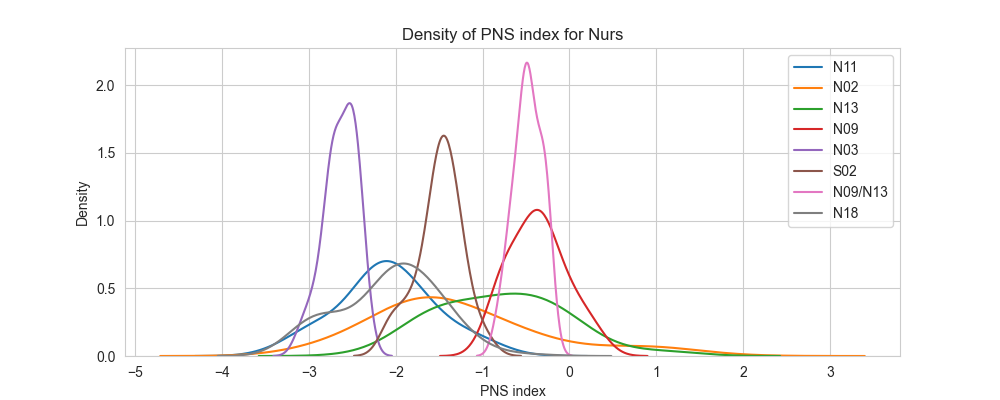 Density of PNS index for Nurs
N11
N02
N13
N09
N03
S02
N09/N13
N18
Density
2.0
1.5
1.0
0.5
0.0
−5 −4 −3 −2 −1 0 1 2 3
PNS index